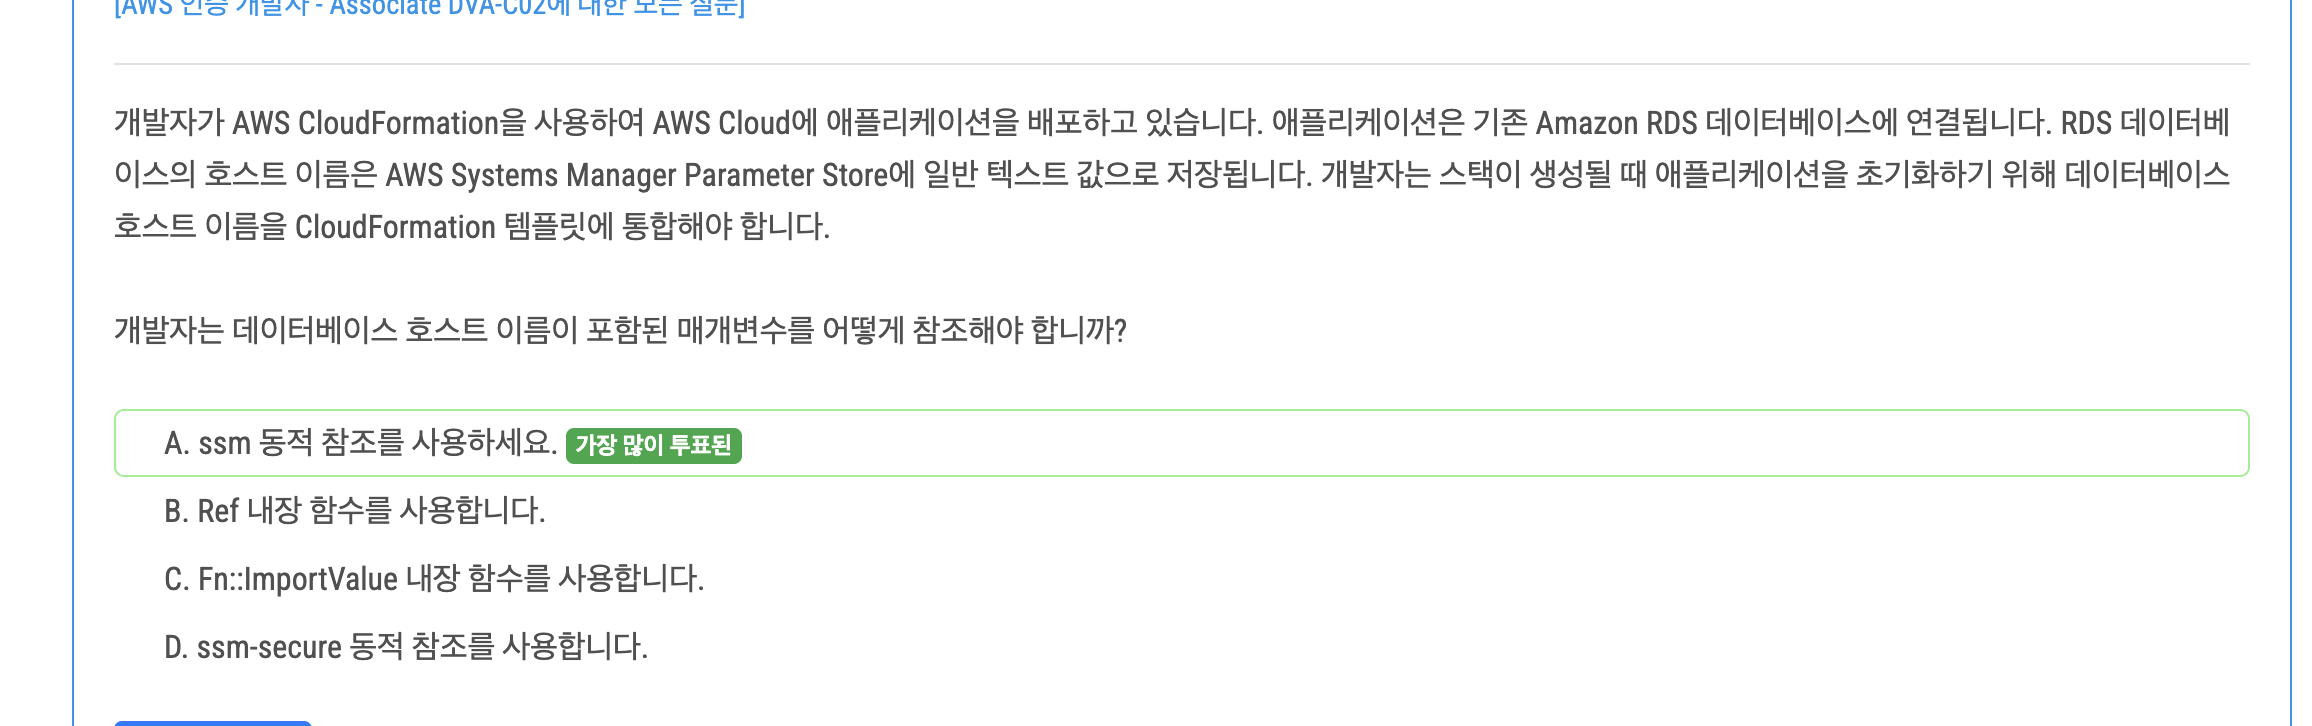 [AWS 인증 개발자 - Associate DVA-C02에 대한 모든 질문]
개발자가 AWS CloudFormation을 사용하여 AWS Cloud에 애플리케이션을 배포하고 있습니다. 애플리케이션은 기존 Amazon RDS 데이터베이스에 연결됩니다. RDS 데이터베
이스의 호스트 이름은 AWS Systems Manager Parameter Store에 일반 텍스트 값으로 저장됩니다. 개발자는 스택이 생성될 때 애플리케이션을 초기화하기 위해 데이터베이스
호스트 이름을 CloudFormation 템플릿에 통합해야 합니다.
개발자는 데이터베이스 호스트 이름이 포함된 매개변수를 어떻게 참조해야 합니까?
A. ssm 동적 참조를 사용하세요. 가장 많이 투표된
B. Ref 내장 함수를 사용합니다.
C. Fn::ImportValue 내장 함수를 사용합니다.
D. ssm-secure 동적 참조를 사용합니다.